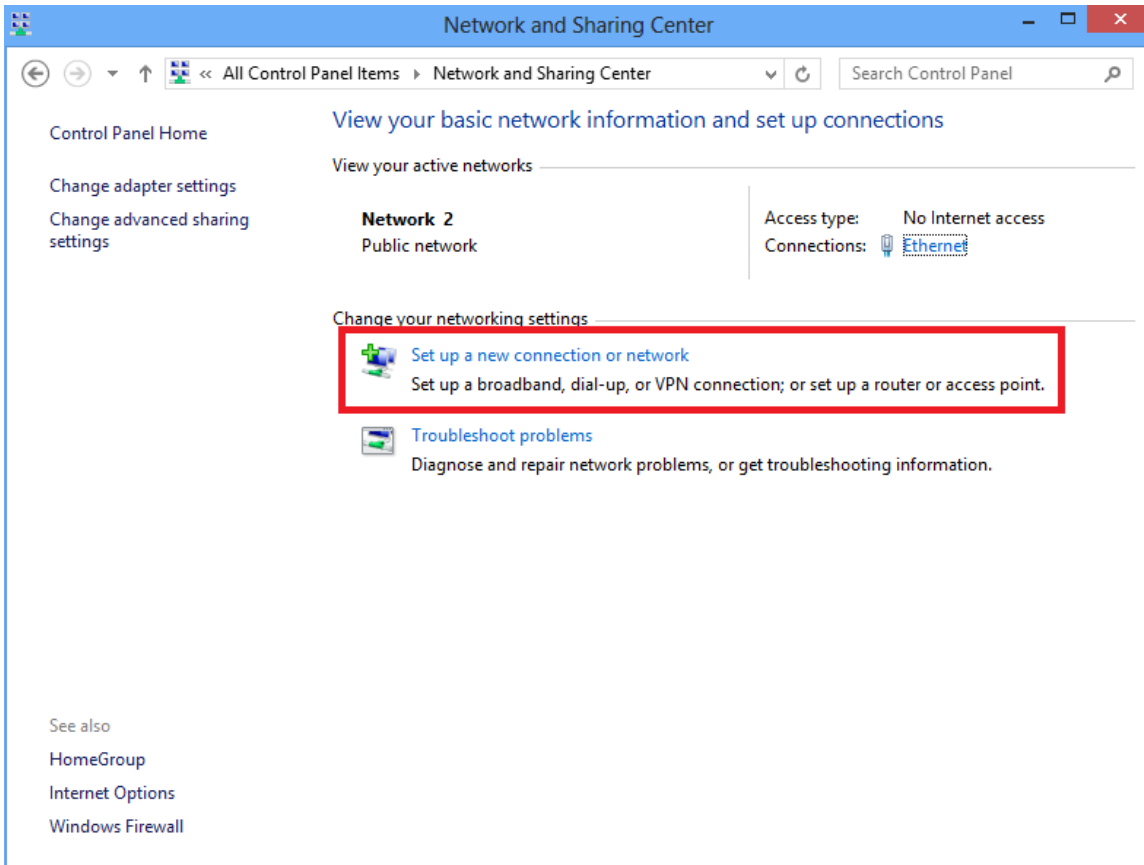 Network and Sharing Center
« All Control Panel Items Network and Sharing Center
Search Control Panel
Control Panel Home
Change adapter settings
Change advanced sharing
settings
View your basic network information and set up connections
View your active networks
Network 2
Public network
Access type: No Internet access
Connections: Ethernet
Change your networking settings
Set up a new connection or network
Set up a broadband, dial-up, or VPN connection; or set up a router or access point.
Troubleshoot problems
Diagnose and repair network problems, or get troubleshooting information.
See also
HomeGroup
Internet Options
Windows Firewall